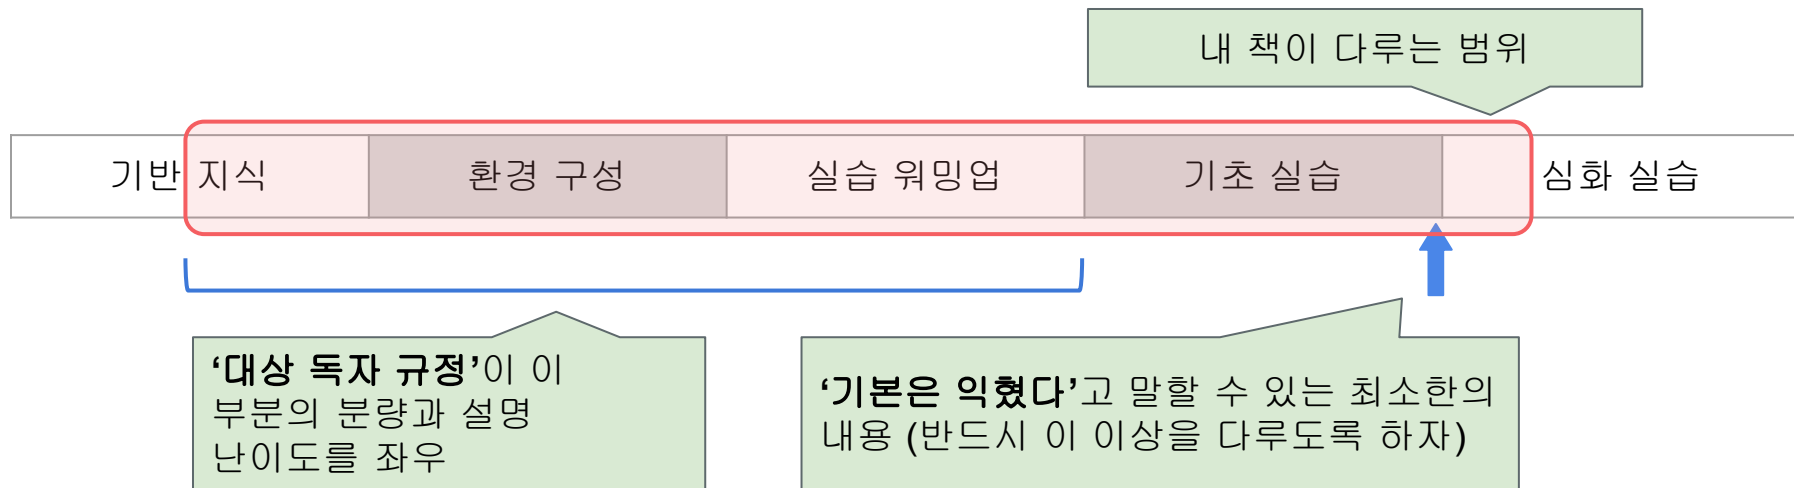 내 책이 다루는 범위
기반 지식
환경 구성
실습 워밍업
기초 실습
심화 실습
‘대상 독자 규정’이 이
부분의 분량과 설명
난이도를 좌우
‘기본은 익혔다’고 말할 수 있는 최소한의
내용 (반드시 이 이상을 다루도록 하자)